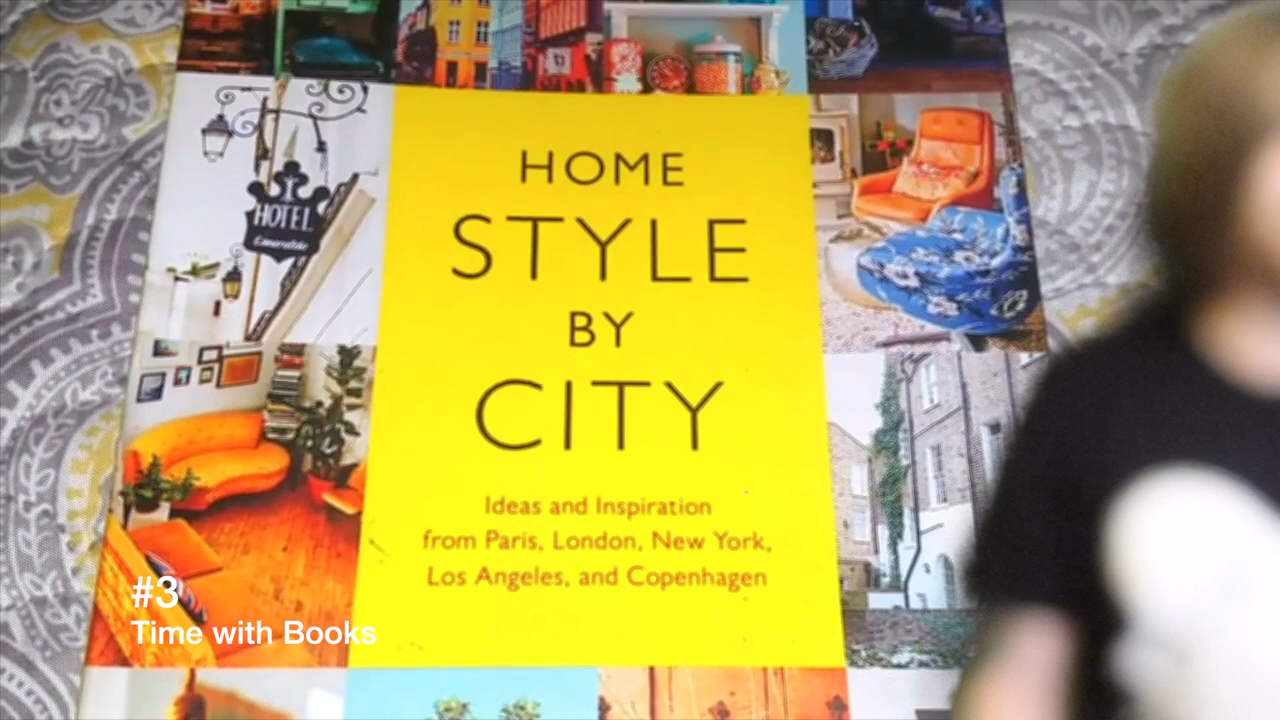 HOTEL
Esmeralda
HOME
STYLE
BY
CITY
Ideas and Inspiration
from Paris, London, New York,
Los Angeles, and Copenhagen
#3
Time with Books